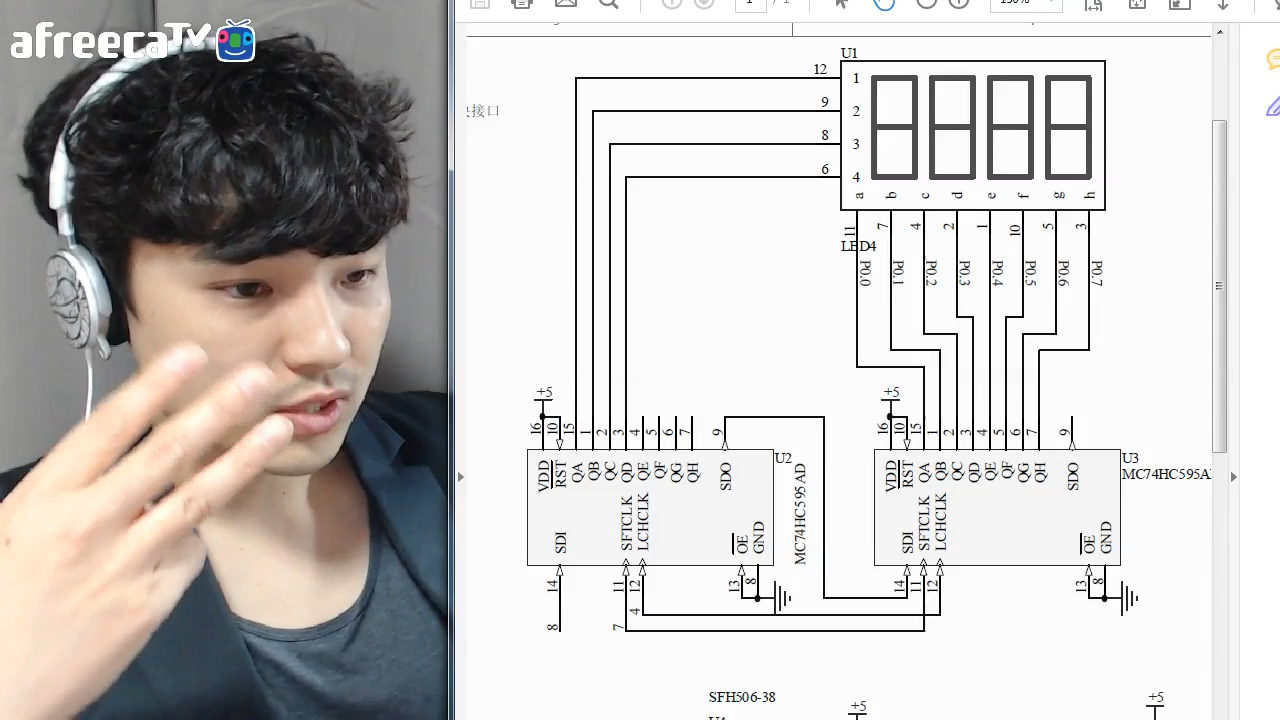 afreecaTV
U1
12
9
8
6
1
2
3
4
a b c d e f g h
11 7 4 2 1 10 5 3
LED4
P0.0 P0.1 P0.2 P0.3 P0.4 P0.5 P0.6 P0.7
接口
+5
+5
16 10 15 1 2 3 4 5 6 7 9
16 10 15 1 2 3 4 5 6 7 9
VDD RST QA QB QC QD QE QF QG QH SDO
U2
VDD RST QA QB QC QD QE QF QG QH SDO
U3
MC74HC595A
MC74HC595AD
SDI SFTCLK LCHCLK OE GND
SDI SFTCLK LCHCLK OE GND
14 11 12 13 8
14 11 12 13 8
8 7 4
SFH506-38
+5
+5